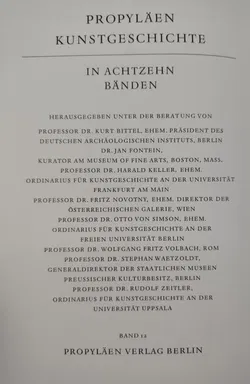 PROPYLÄEN
KUNSTGESCHICHTE
IN ACHTZEHN
BÄNDEN
HERAUSGEGEBEN UNTER DER BERATUNG VON
PROFESSOR DR. KURT BITTEL, EHEM. PRÄSIDENT DES
DEUTSCHEN ARCHÄOLOGISCHEN INSTITUTS, BERLIN
DR. JAN FONTEIN,
KURATOR AM MUSEUM OF FINE ARTS, BOSTON, MASS.
PROFESSOR DR. HARALD KELLER, EHEM.
ORDINARIUS FÜR KUNSTGESCHICHTE AN DER UNIVERSITÄT
FRANKFURT AM MAIN
PROFESSOR DR. FRITZ NOVOTNY, EHEM. DIREKTOR DER
ÖSTERREICHISCHEN GALERIE, WIEN
PROFESSOR DR. OTTO VON SIMSON, EHEM.
ORDINARIUS FÜR KUNSTGESCHICHTE AN DER
FREIEN UNIVERSITÄT BERLIN
PROFESSOR DR. WOLFGANG FRITZ VOLBACH, ROM
PROFESSOR DR. STEPHAN WAETZOLDT,
GENERALDIREKTOR DER STAATLICHEN MUSEEN
PREUSSISCHER KULTURBESITZ, BERLIN
PROFESSOR DR. RUDOLF ZEITLER,
ORDINARIUS FÜR KUNSTGESCHICHTE AN DER
UNIVERSITÄT UPPSALA
BAND
PROPYLÄEN VERLAG BERLIN